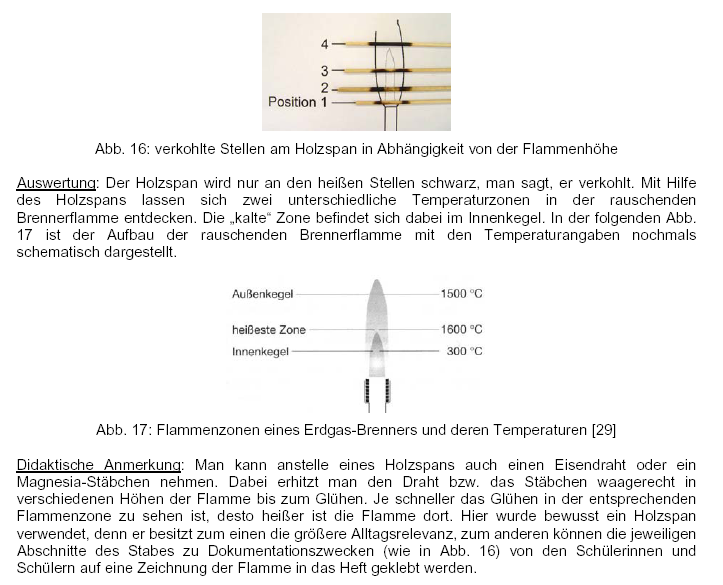 4
3
2
Position 1
Abb. 16: verkohlte Stellen am Holzspan in Abhängigkeit von der Flammenhöhe
Auswertung: Der Holzspan wird nur an den heißen Stellen schwarz, man sagt, er verkohlt. Mit Hilfe
des Holzspans lassen sich zwei unterschiedliche Temperaturzonen in der rauschenden
Brennerflamme entdecken. Die „kalte“ Zone befindet sich dabei im Innenkegel. In der folgenden Abb.
17 ist der Aufbau der rauschenden Brennerflamme mit den Temperaturangaben nochmals
schematisch dargestellt.
Außenkegel 1500 °C
heißeste Zone 1600 °C
Innenkegel 300 °C
Abb. 17: Flammenzonen eines Erdgas-Brenners und deren Temperaturen [29]
Didaktische Anmerkung: Man kann anstelle eines Holzspans auch einen Eisendraht oder ein
Magnesia-Stäbchen nehmen. Dabei erhitzt man den Draht bzw. das Stäbchen waagerecht in
verschiedenen Höhen der Flamme bis zum Glühen. Je schneller das Glühen in der entsprechenden
Flammenzone zu sehen ist, desto heißer ist die Flamme dort. Hier wurde bewusst ein Holzspan
verwendet, denn er besitzt zum einen die größere Alltagsrelevanz, zum anderen können die jeweiligen
Abschnitte des Stabes zu Dokumentationszwecken (wie in Abb. 16) von den Schülerinnen und
Schülern auf eine Zeichnung der Flamme in das Heft geklebt werden.